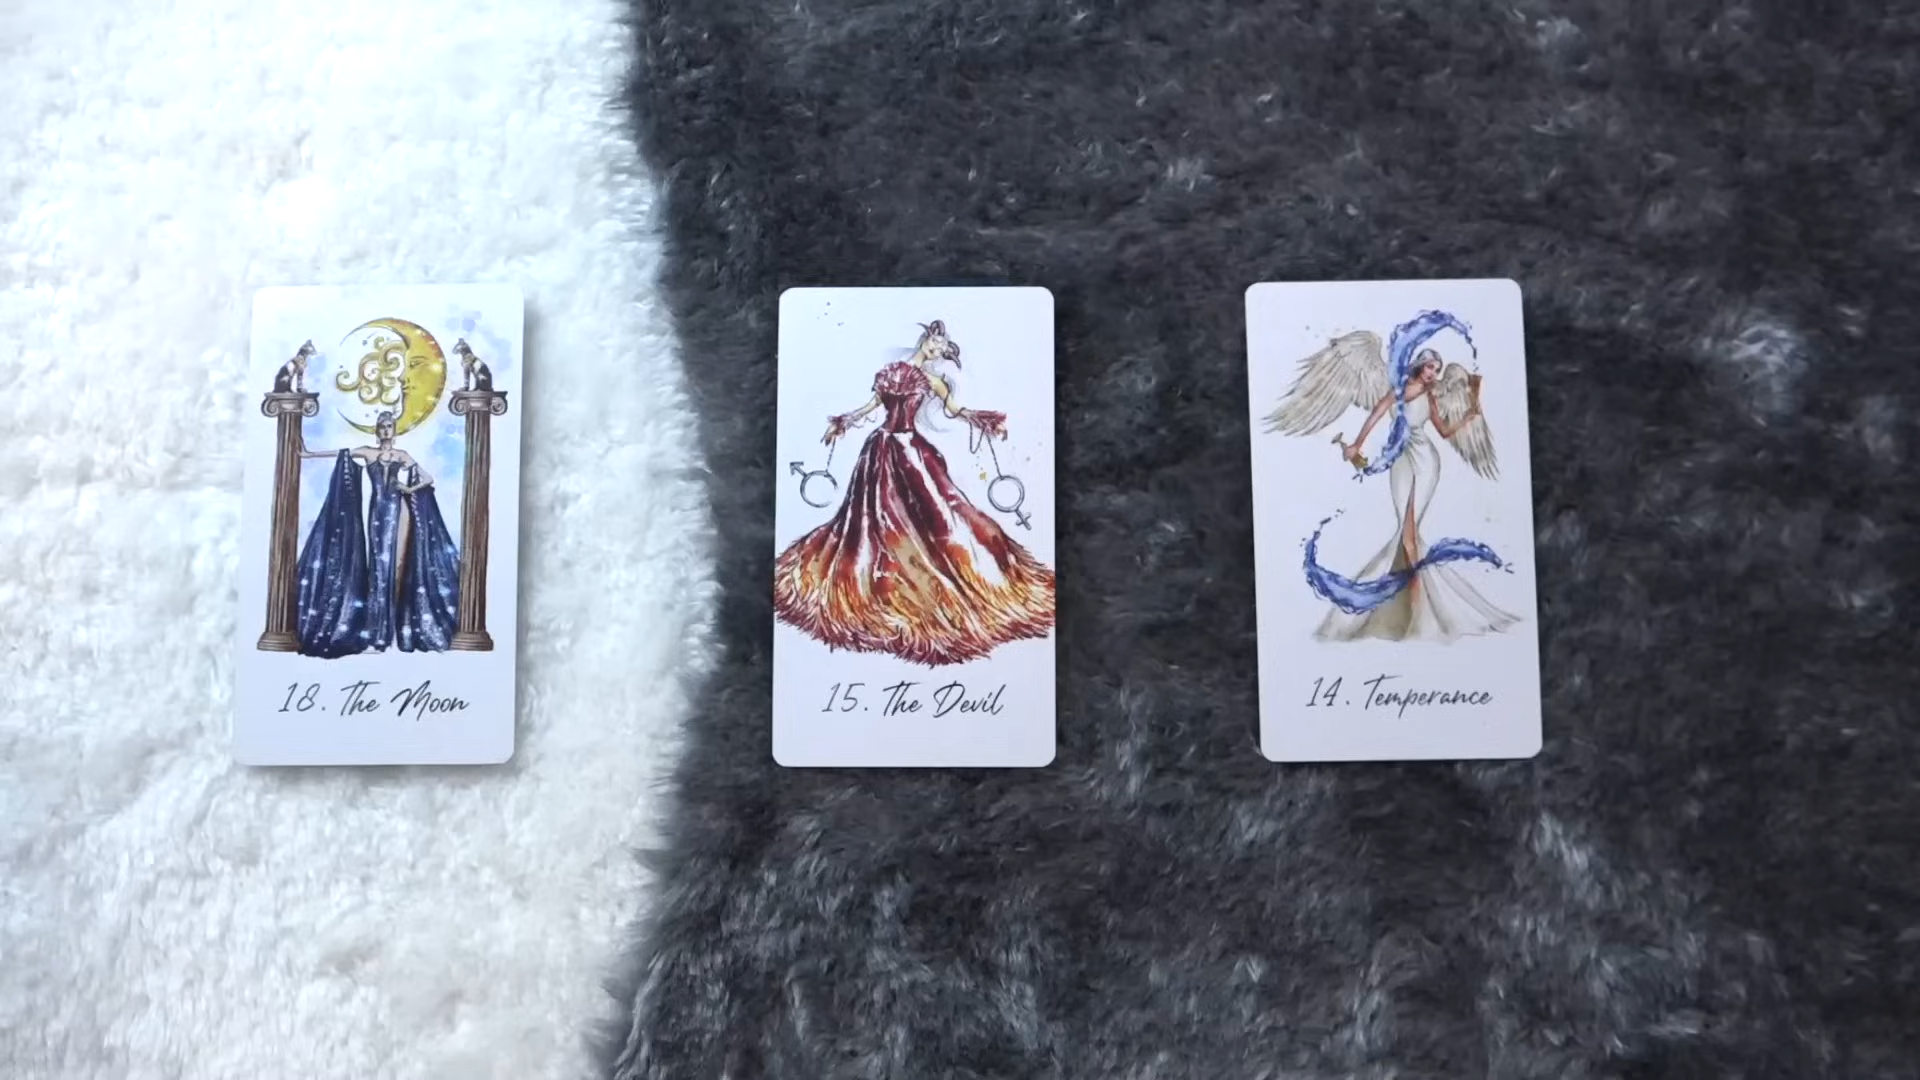 18. The Moon
15. The Devil
14. Temperance